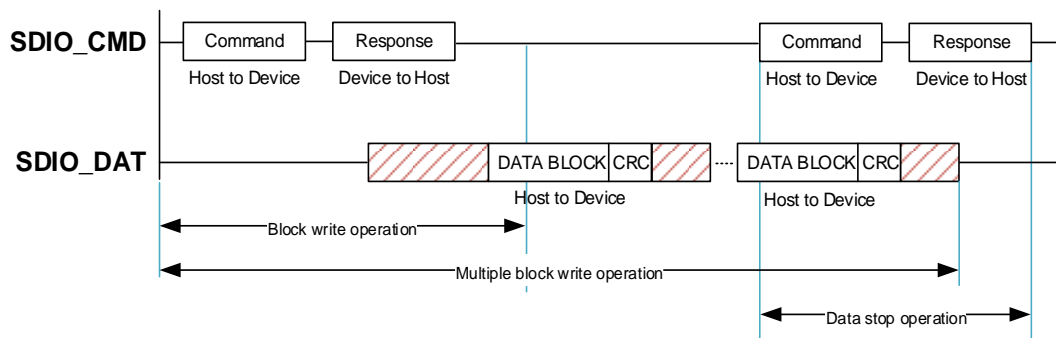 SDIO_CMD
Command
Response
Command
Response
Host to Device
Device to Host
Host to Device
Device to Host
SDIO_DAT
DATA BLOCK
CRC
DATA BLOCK
CRC
Host to Device
Host to Device
Block write operation
Multiple block write operation
Data stop operation